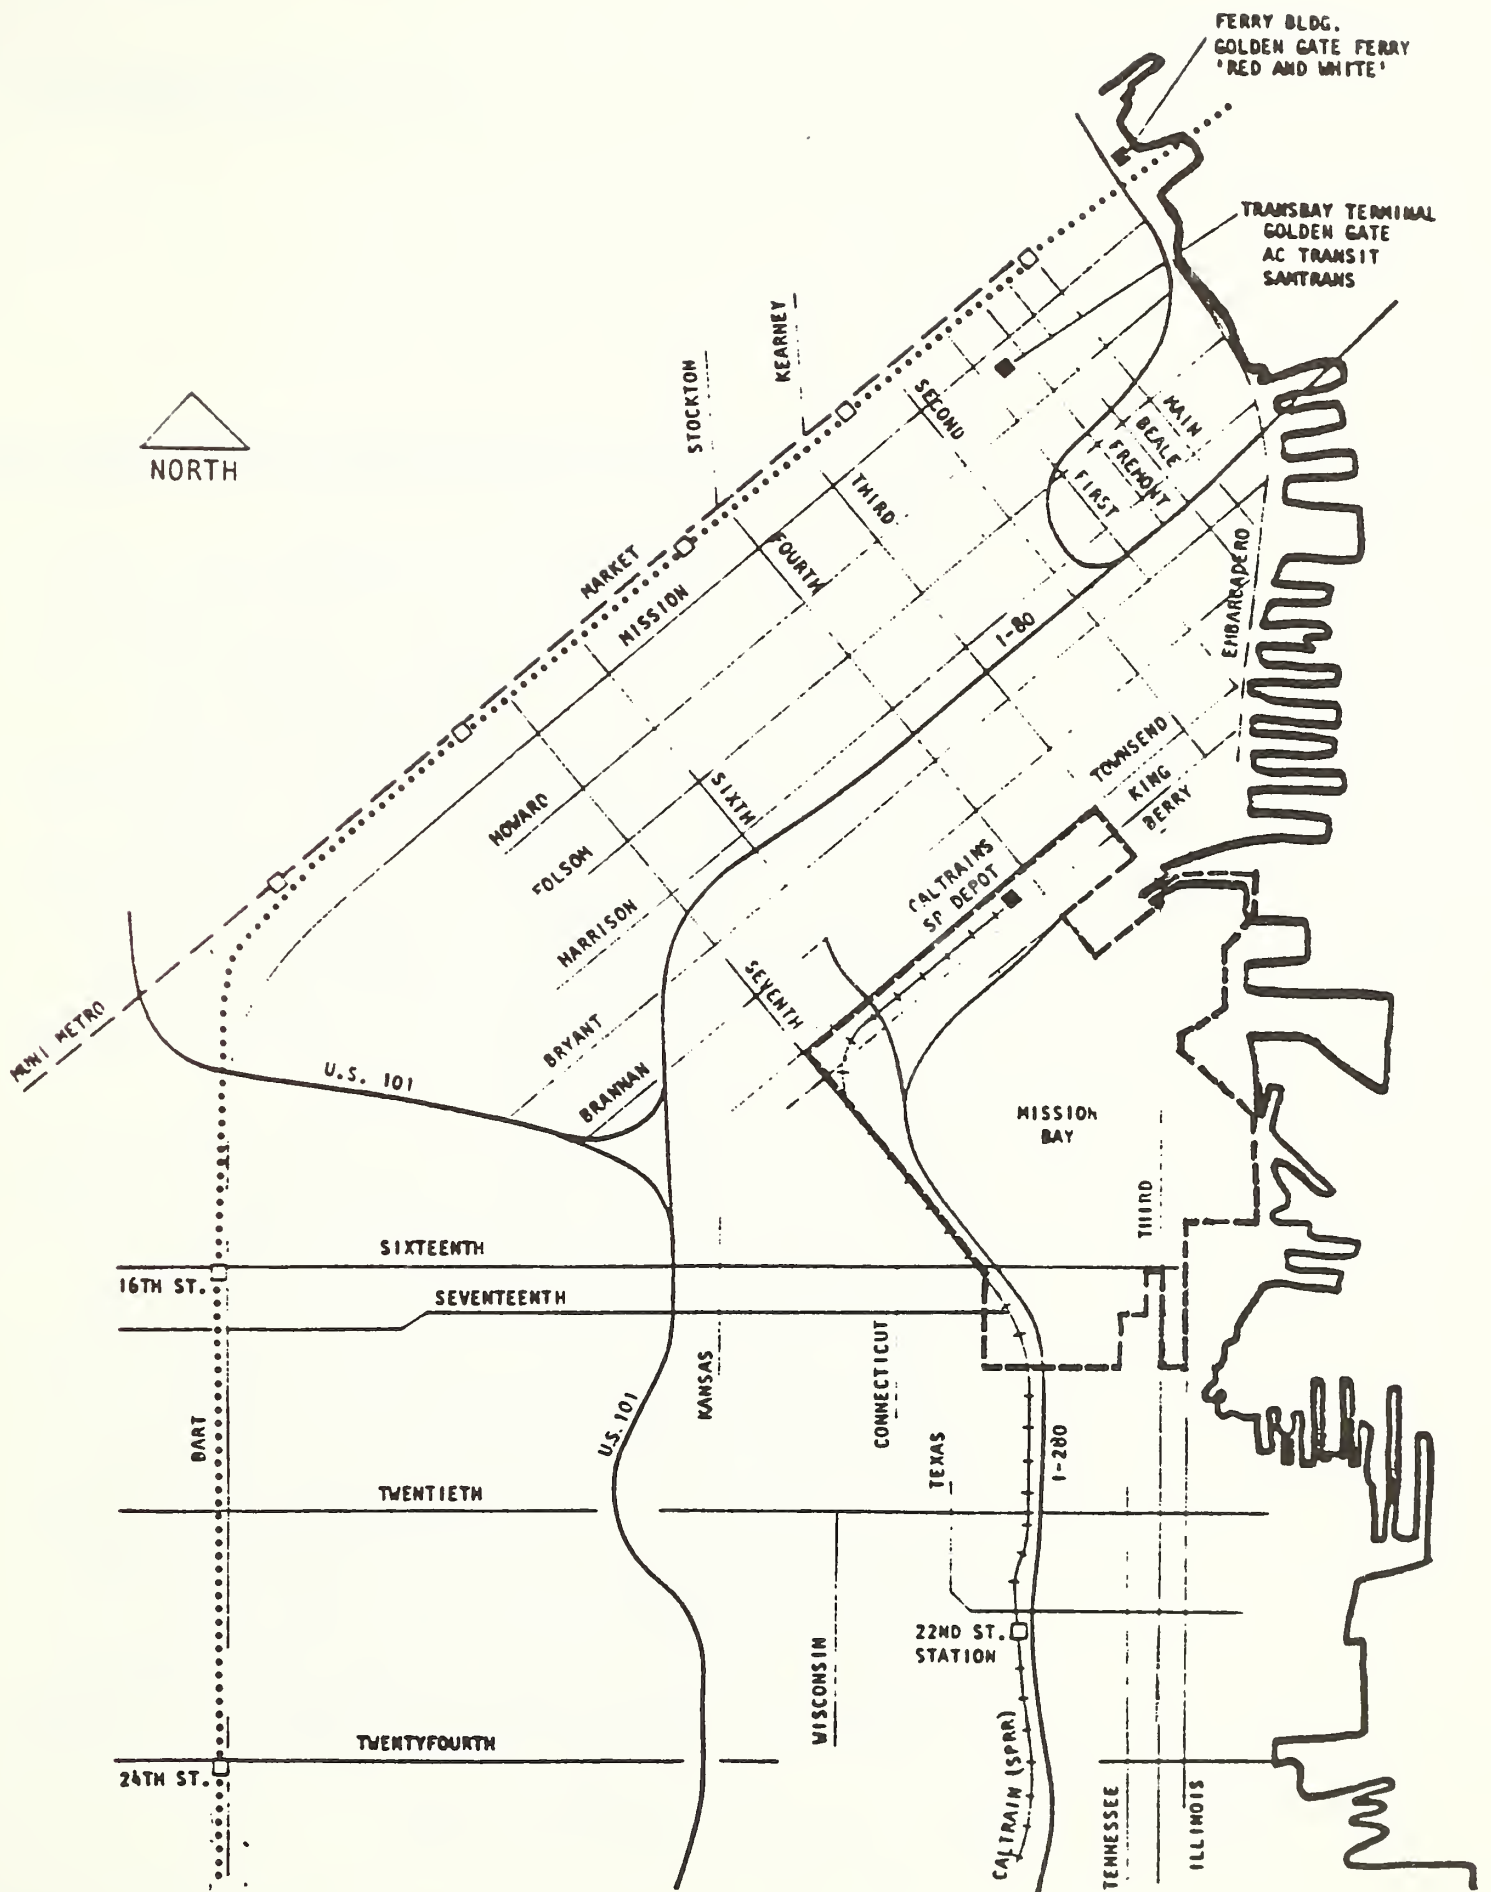 FERRY BLDG.
GOLDEN GATE FERRY
'RED AND WHITE'
TRANSBAY TERMINAL
GOLDEN GATE
AC TRANSIT
SAMTRANS
KEARNEY
STOCKTON
NORTH
SECOND
MAIN
BEALE
FREMONT
FIRST
THIRD
FOURTH
MARKET
MISSION
EMBARCADERO
I-80
TOWNSEND
KING
BERRY
HOWARD
SIXTH
FOLSOM
CALTRAINS
SP DEPOT
HARRISON
SEVENTH
MUNI METRO
BRYANT
U.S. 101
BRANNAN
MISSION
BAY
THIRD
SIXTEENTH
16TH ST.
SEVENTEENTH
KANSAS
CONNECTICUT
U.S. 101
BART
TEXAS
I-280
TWENTIETH
22ND ST.
STATION
WISCONSIN
CALTRAIN (SPRR)
TWENTYFOURTH
24TH ST.
TENNESSEE
ILLINOIS